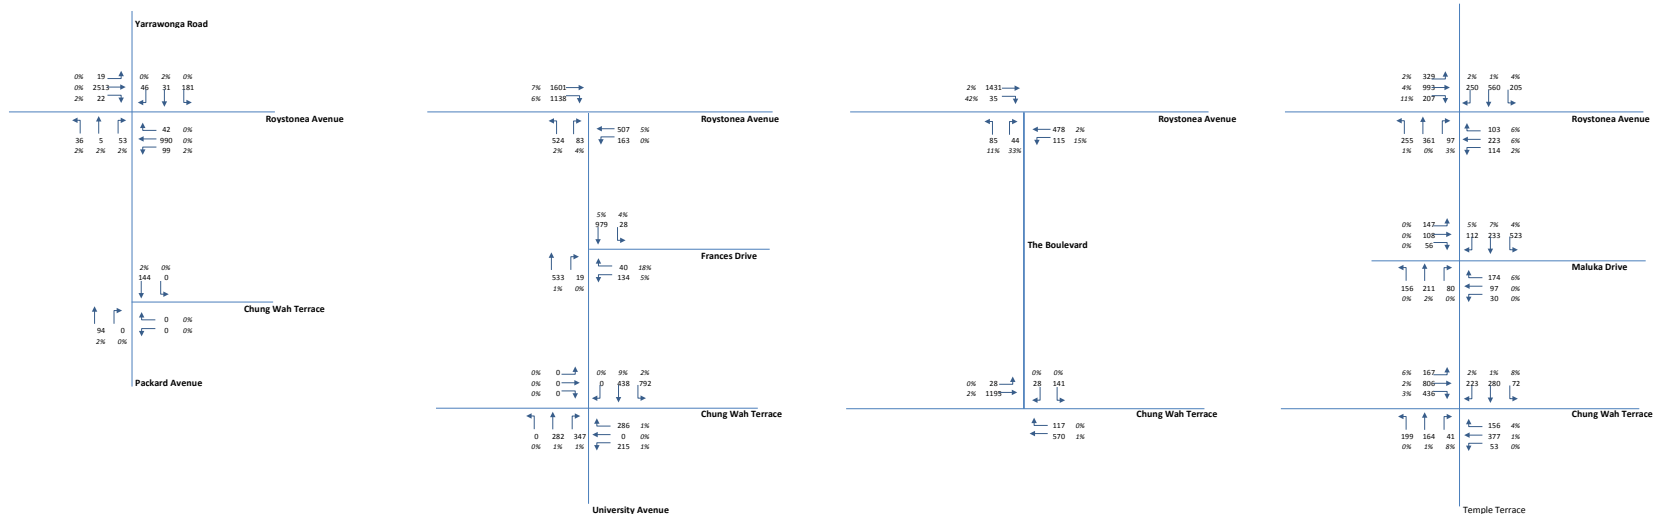 Yarrawonga Road
0% 19 0% 2% 0%
0% 2513 46 31 181
2% 22
Roystonea Avenue
42 0%
36 5 53 990 0%
2% 2% 2% 99 2%
2% 0%
144 0
Chung Wah Terrace
0 0%
94 0 0 0%
2% 0%
Packard Avenue
7% 1601
6% 1138
Roystonea Avenue
507 5%
524 83 163 0%
2% 4%
5% 4%
979 28
Frances Drive
40 18%
533 19 134 5%
1% 0%
0% 0 0% 9% 2%
0% 0 0 438 792
0% 0
Chung Wah Terrace
286 1%
0 282 347 0 0%
0% 1% 1% 215 1%
University Avenue
2% 1431
42% 35
Roystonea Avenue
478 2%
85 44 115 15%
11% 33%
The Boulevard
0% 0%
0% 28 28 141
2% 1195
Chung Wah Terrace
117 0%
570 1%
2% 329 2% 1% 4%
4% 993 250 560 205
11% 207
Roystonea Avenue
103 6%
255 361 97 223 6%
1% 0% 3% 114 2%
0% 147 5% 7% 4%
0% 108 112 233 523
0% 56
Maluka Drive
174 6%
156 211 80 97 0%
0% 2% 0% 30 0%
6% 167 2% 1% 8%
2% 806 223 280 72
3% 436
Chung Wah Terrace
156 4%
199 164 41 377 1%
0% 1% 8% 53 0%
Temple Terrace